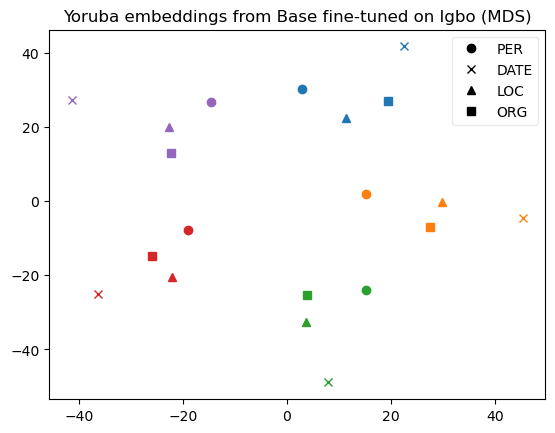 Yoruba embeddings from Base fine-tuned on Igbo (MDS)
PER
DATE
LOC
ORG
40
20
0
−20
−40
−40
−20
0
20
40